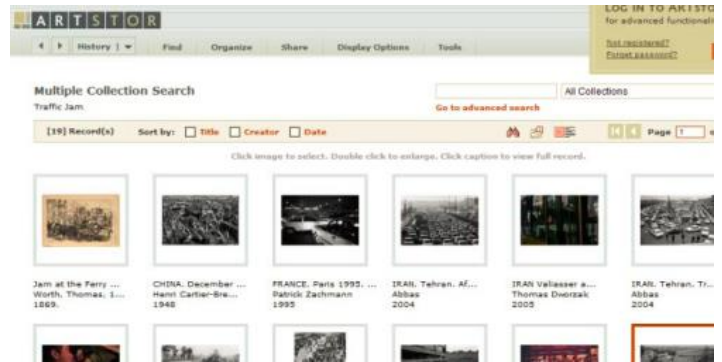 ARTSTOR
LOG IN TO ARTSTO
for advanced functionali
Not registered?
Forgot password?
History | Find Organize Share Display Options Tools
Multiple Collection Search
All Collections
Traffic Jam
Go to advanced search
[19] Record(s) Sort by: Title Creator Date Page 1 o
Click image to select. Double click to enlarge. Click caption to view full record.
Jam at the Ferry ... CHINA. December ... FRANCE. Paris 1995. ... IRAN. Tehran. Af... IRAN Valiasser a... IRAN. Tehran. Tr...
Worth, Thomas, 1... Henri Cartier-Bre... Patrick Zachmann Abbas Thomas Dworzak Abbas
1869. 1948 1995 2004 2005 2004